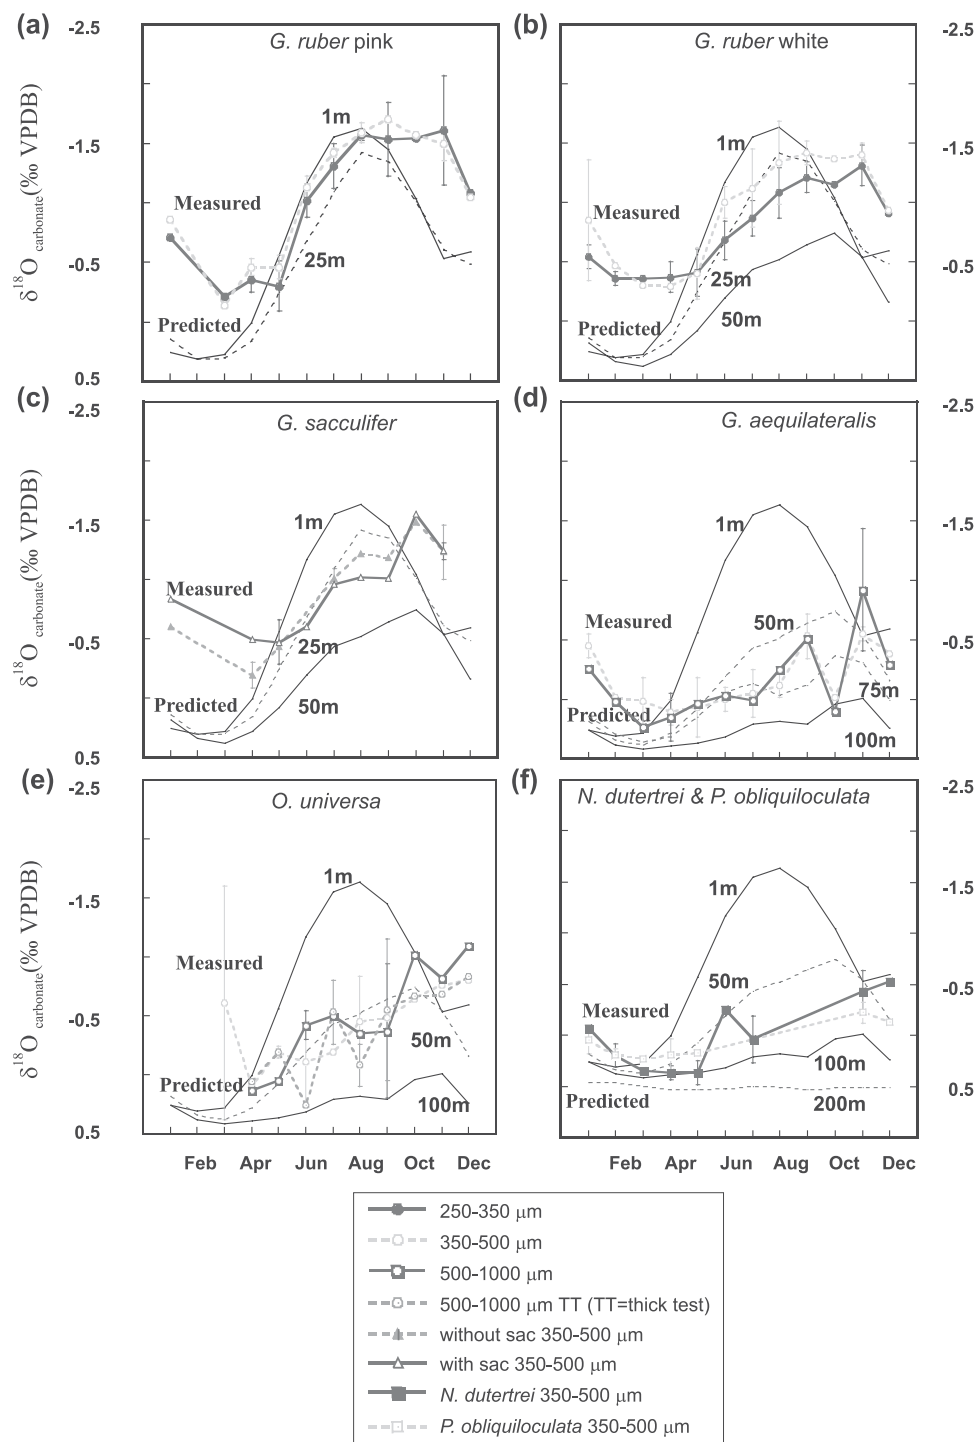 (a)
-2.5
G. ruber pink
1m
-1.5
Measured
-0.5
25m
Predicted
0.5
δ18O carbonate(‰ VPDB)
(b)
-2.5
G. ruber white
1m
-1.5
Measured
-0.5
25m
50m
Predicted
0.5
(c)
-2.5
G. sacculifer
1m
-1.5
Measured
-0.5
25m
50m
Predicted
0.5
δ18O carbonate(‰ VPDB)
(d)
-2.5
G. aequilateralis
1m
-1.5
Measured
50m
-0.5
75m
Predicted
100m
0.5
(e)
-2.5
O. universa
1m
-1.5
Measured
-0.5
50m
Predicted
100m
0.5
δ18O carbonate(‰ VPDB)
Feb Apr Jun Aug Oct Dec
(f)
-2.5
N. dutertrei & P. obliquiloculata
1m
-1.5
50m
-0.5
Measured
100m
Predicted
200m
0.5
Feb Apr Jun Aug Oct Dec
250-350 μm
350-500 μm
500-1000 μm
500-1000 μm TT (TT=thick test)
without sac 350-500 μm
with sac 350-500 μm
N. dutertrei 350-500 μm
P. obliquiloculata 350-500 μm